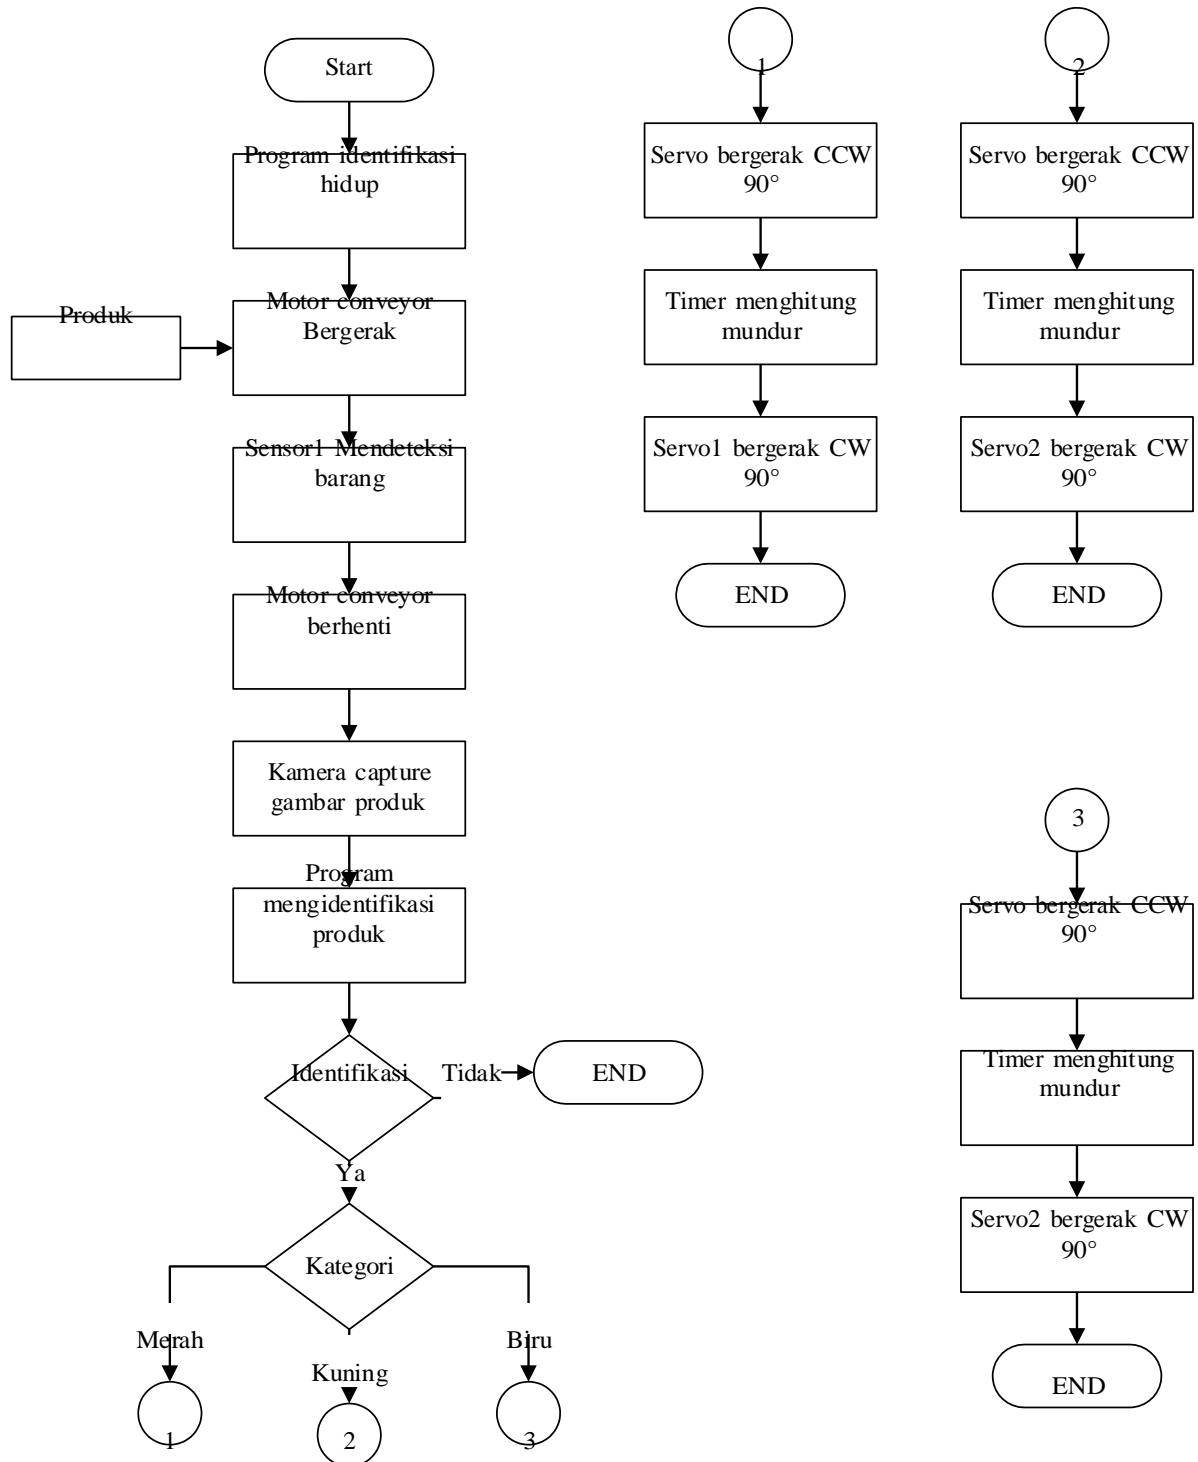 Start
Program identifikasi
hidup
Produk
Motor conveyor
Bergerak
Sensor1 Mendeteksi
barang
Motor conveyor
berhenti
Kamera capture
gambar produk
Program
mengidentifikasi
produk
Identifikasi
Tidak
END
Ya
Kategori
Merah
Kuning
Biru
1
2
3
1
Servo bergerak CCW
90°
Timer menghitung
mundur
Servo1 bergerak CW
90°
END
2
Servo bergerak CCW
90°
Timer menghitung
mundur
Servo2 bergerak CW
90°
END
3
Servo bergerak CCW
90°
Timer menghitung
mundur
Servo2 bergerak CW
90°
END